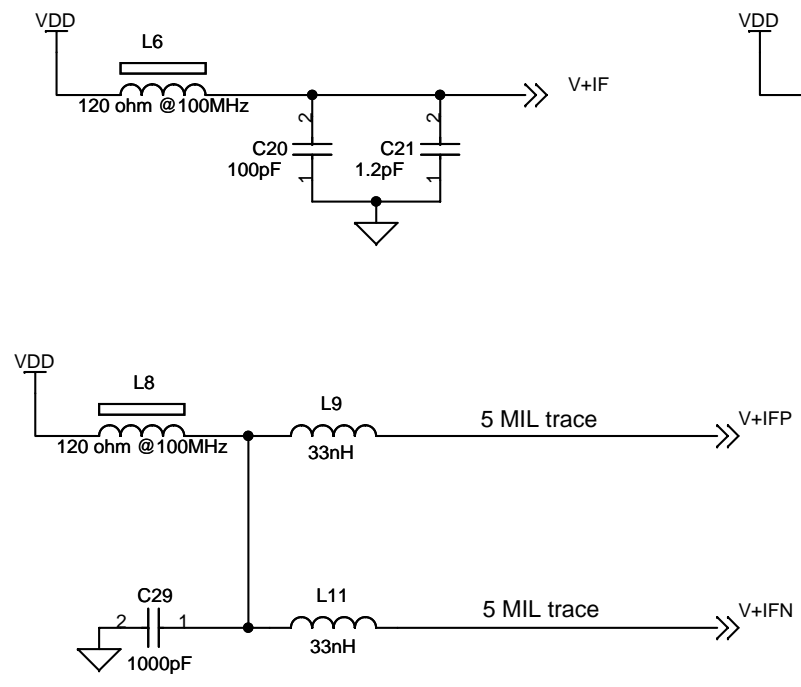 VDD
VDD
L6
120 ohm @100MHz
V+IF
2
2
C20
C21
100pF
1.2pF
1
1
VDD
L8
L9
5 MIL trace
V+IFP
120 ohm @100MHz
33nH
C29
L11
5 MIL trace
V+IFN
2
1
1000pF
33nH